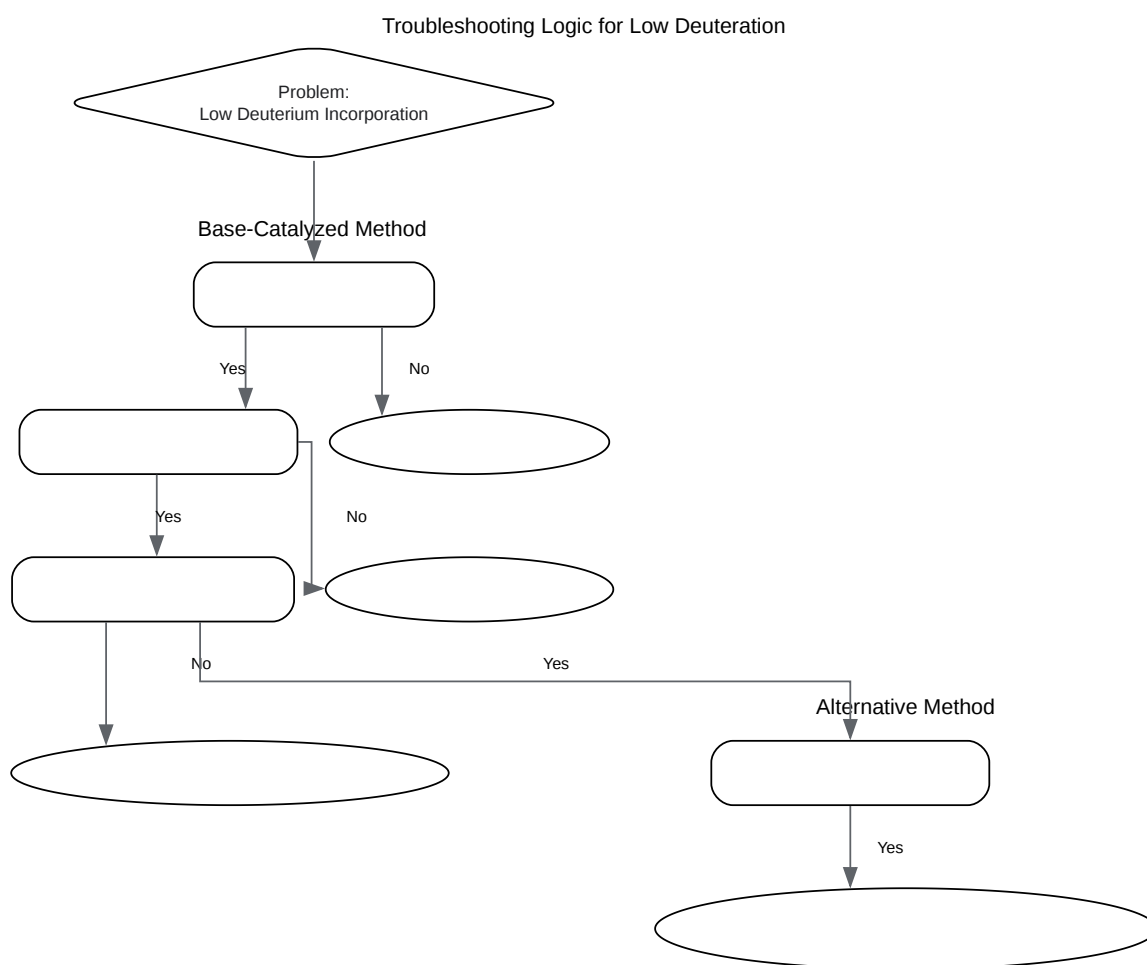 Troubleshooting Logic for Low Deuteration
Problem:
Low Deuterium Incorporation
Base-Catalyzed Method
Yes
No
Yes
No
No
Yes
Alternative Method
Yes